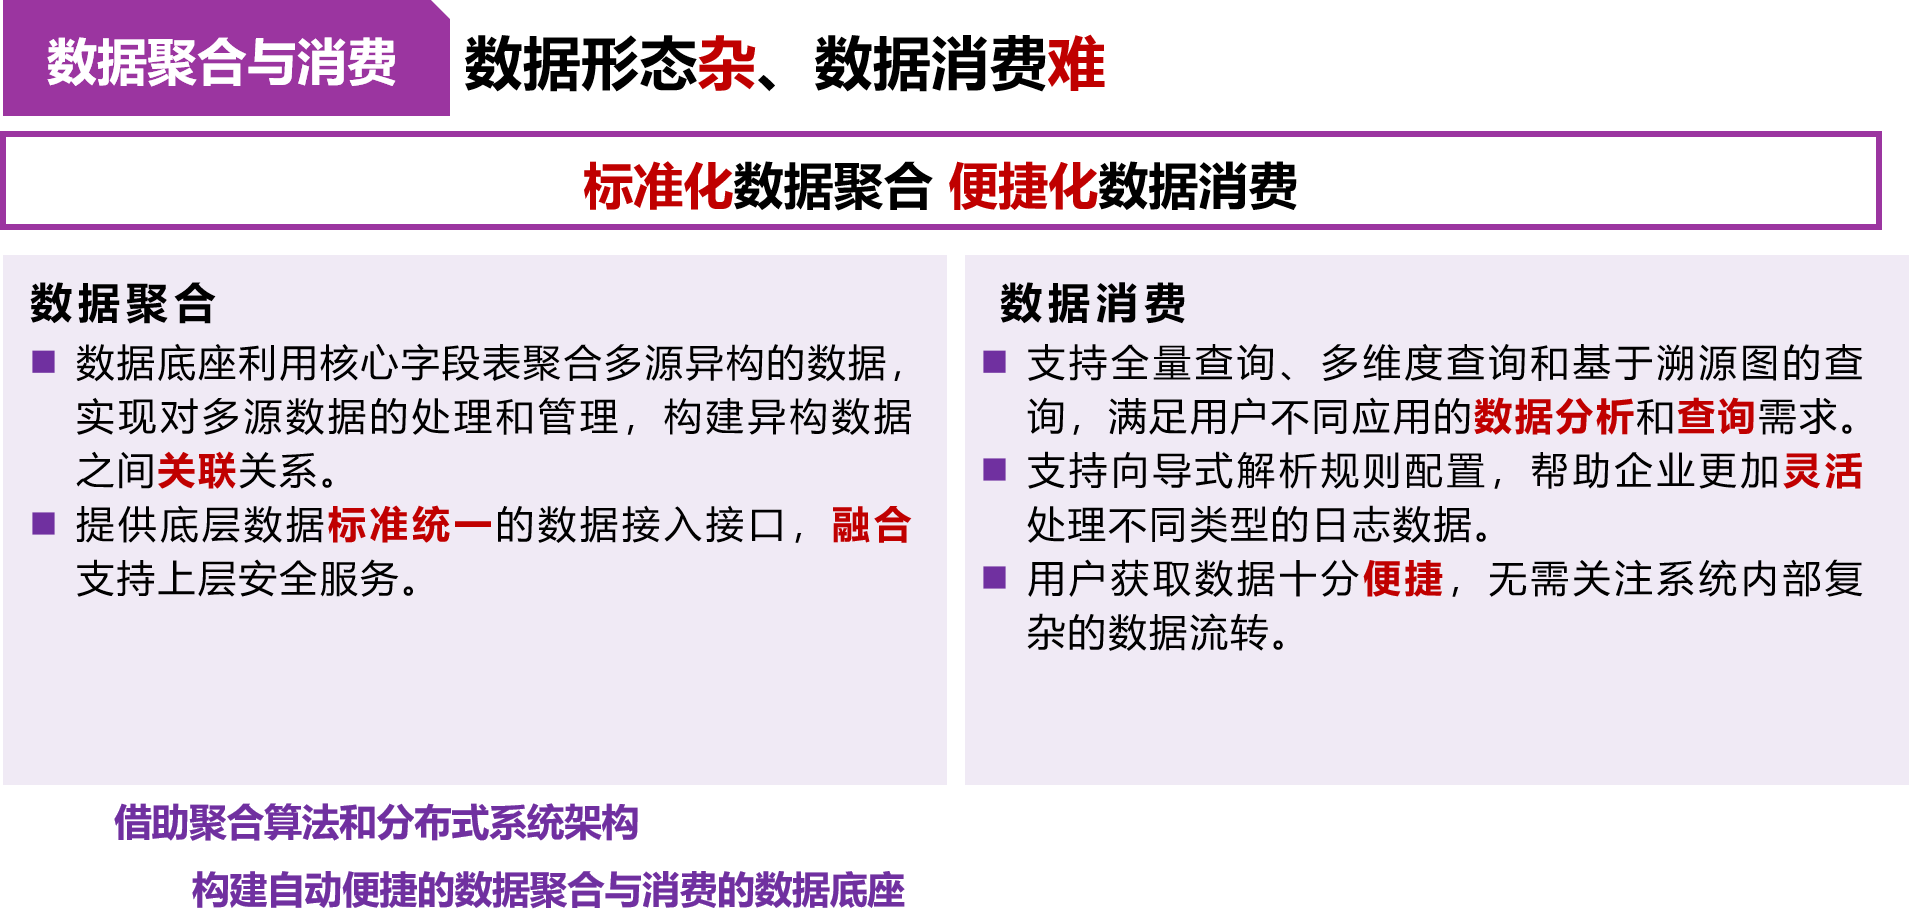 数据聚合与消费
数据形态杂、数据消费难
标准化数据聚合 便捷化数据消费
数据聚合
■ 数据底座利用核心字段表聚合多源异构的数据，
实现对多源数据的处理和管理，构建异构数据
之间关联关系。
■ 提供底层数据标准统一的数据接入接口，融合
支持上层安全服务。
数据消费
■ 支持全量查询、多维度查询和基于溯源图的查
询，满足用户不同应用的数据分析和查询需求。
■ 支持向导式解析规则配置，帮助企业更加灵活
处理不同类型的日志数据。
■ 用户获取数据十分便捷，无需关注系统内部复
杂的数据流转。
借助聚合算法和分布式系统架构
构建自动便捷的数据聚合与消费的数据底座